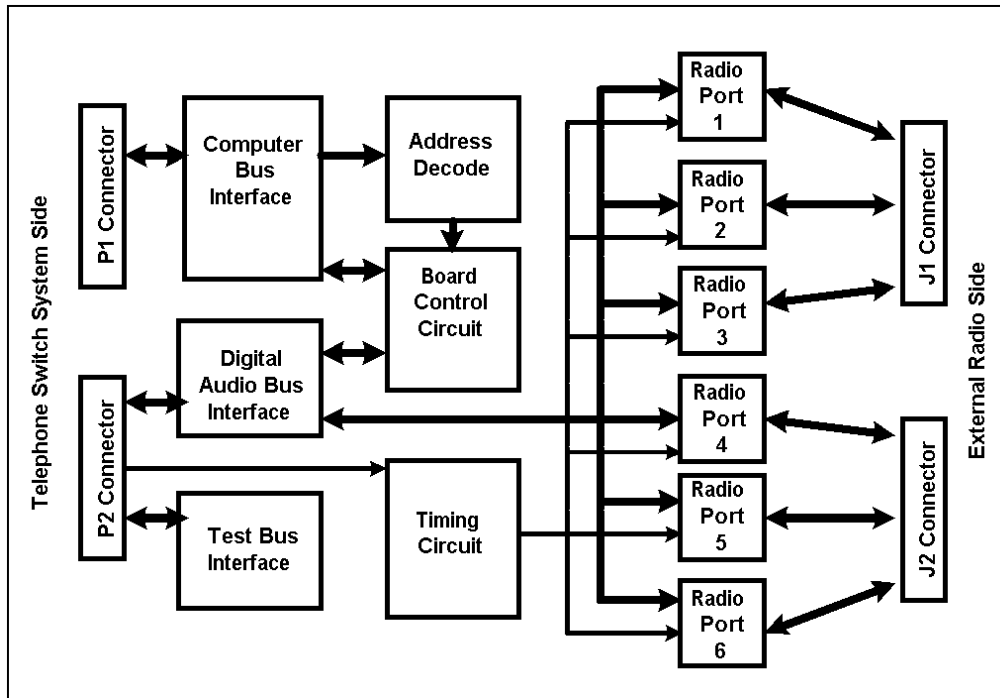 Telephone Switch System Side
P1 Connector
P2 Connector
Computer
Bus
Interface
Address
Decode
Board
Control
Circuit
Digital
Audio Bus
Interface
Test Bus
Interface
Timing
Circuit
Radio
Port
1
Radio
Port
2
Radio
Port
3
Radio
Port
4
Radio
Port
5
Radio
Port
6
J1 Connector
J2 Connector
External Radio Side